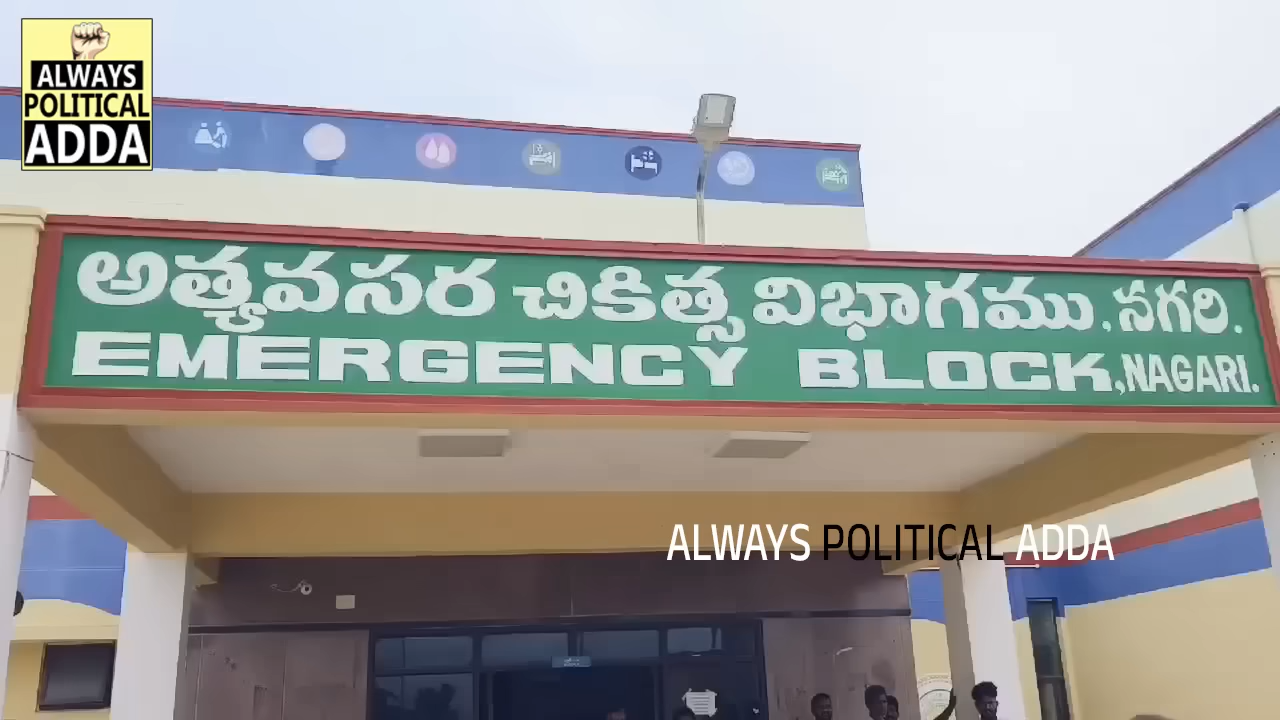 ALWAYS
POLITICAL
ADDA
అత్యవసర చికిత్స విభాగము, నగరి.
EMERGENCY BLOCK, NAGARI.
ALWAYS POLITICAL ADDA